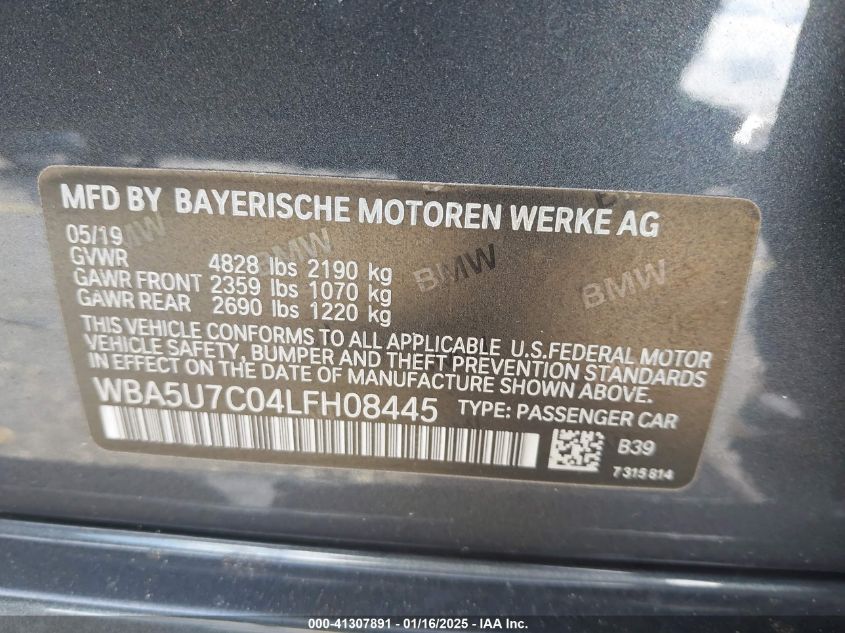 MFD BY BAYERISCHE MOTOREN WERKE AG
05/19
GVWR 4828 lbs 2190 kg
GAWR FRONT 2359 lbs 1070 kg
GAWR REAR 2690 lbs 1220 kg
BMW BMW BMW BMW
THIS VEHICLE CONFORMS TO ALL APPLICABLE U.S.FEDERAL MOTOR
VEHICLE SAFETY, BUMPER AND THEFT PREVENTION STANDARDS
IN EFFECT ON THE DATE OF MANUFACTURE SHOWN ABOVE.
WBA5U7C04LFH08445 TYPE: PASSENGER CAR
B39
7315814
000-41307891 - 01/16/2025 - IAA Inc.